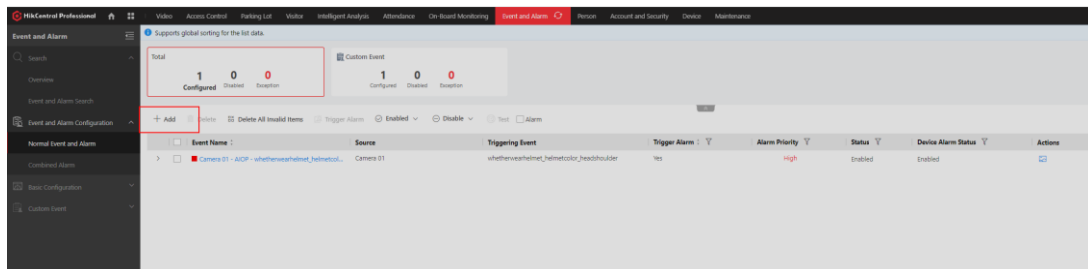 HikCentral Professional Video Access Control Parking Lot Visitor Intelligent Analysis Attendance On-Board Monitoring Event and Alarm Person Account and Security Device Maintenance
Event and Alarm
Supports global sorting for the list data.
Search
Overview
Event and Alarm Search
Event and Alarm Configuration
Normal Event and Alarm
Combined Alarm
Basic Configuration
Custom Event
Total
1 0 0
Configured Disabled Exception
Custom Event
1 0 0
Configured Disabled Exception
Add Delete Delete All Invalid Items Trigger Alarm Enabled Disable Test Alarm
Event Name Source Triggering Event Trigger Alarm Alarm Priority Status Device Alarm Status Actions
Camera 01 - AIOP - whetherwearhelmet_helmetcol... Camera 01 whetherwearhelmet_helmetcolor_headshoulder Yes High Enabled Enabled